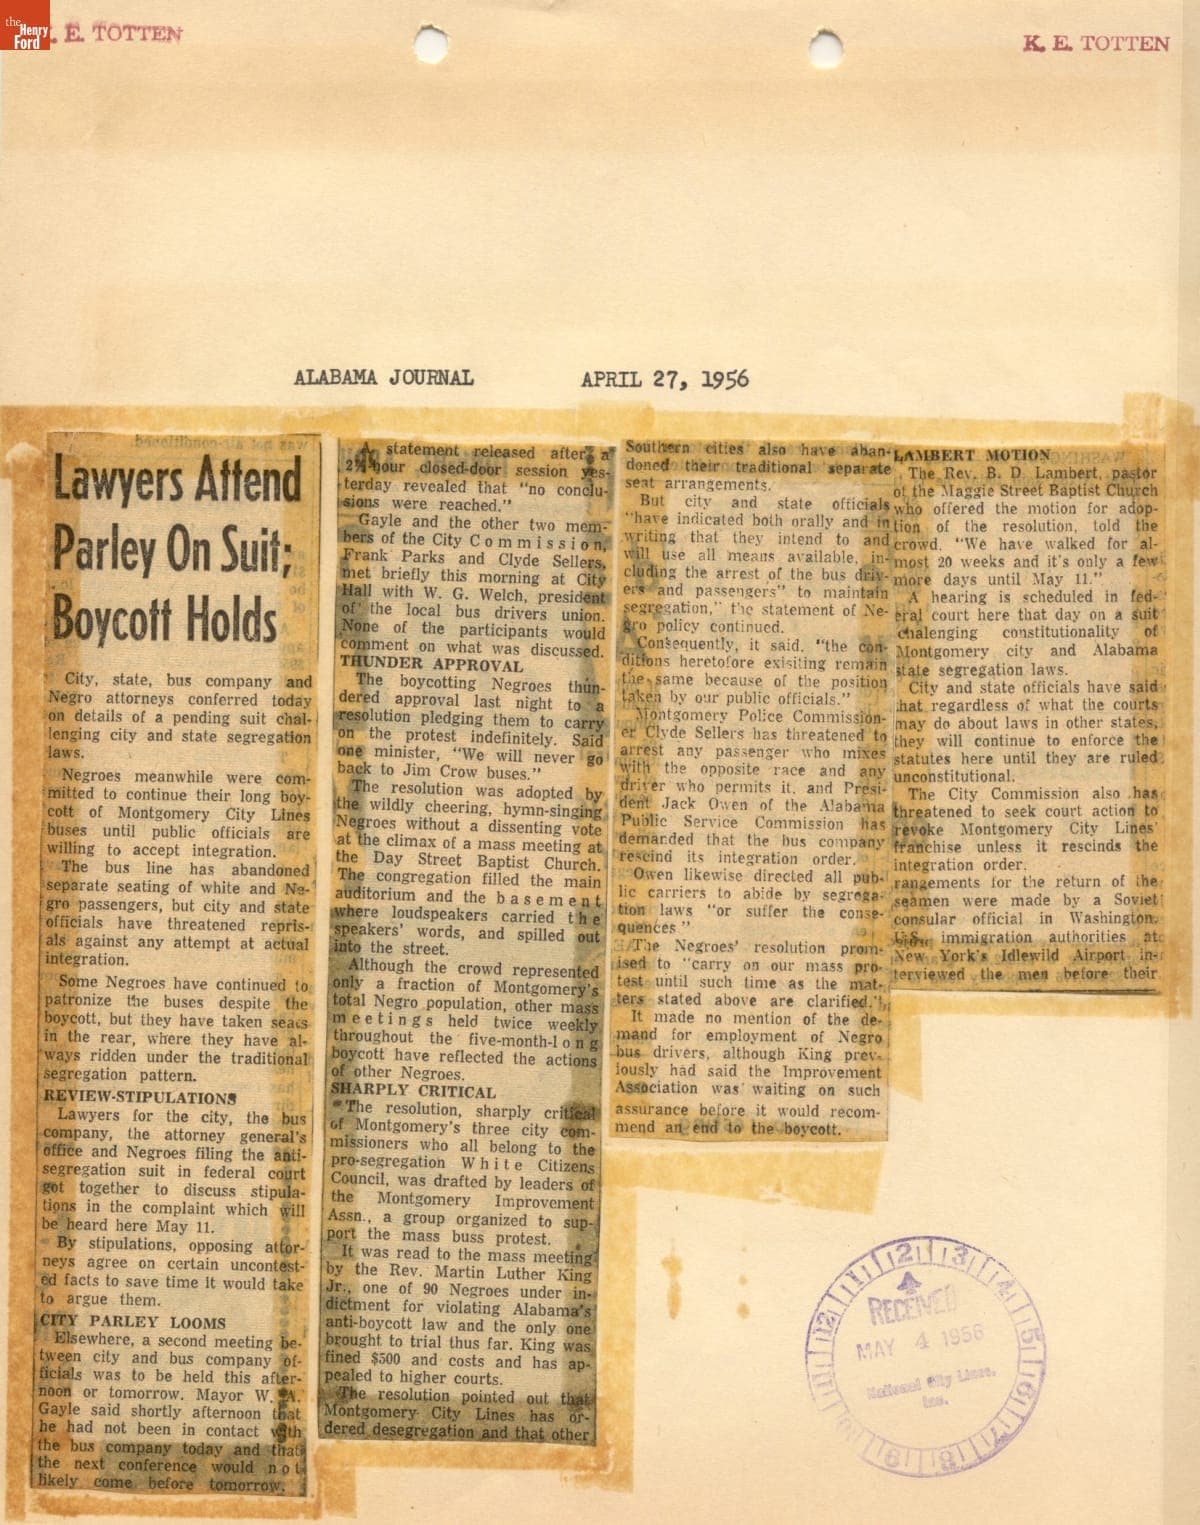 the
Henry
Ford
. E. TOTTEN
K. E. TOTTEN
ALABAMA JOURNAL
APRIL 27, 1956
Lawyers Attend
Parley On Suit;
Boycott Holds
City, state, bus company and
Negro attorneys conferred today
on details of a pending suit chal-
lenging city and state segregation
laws.
Negroes meanwhile were com-
mitted to continue their long boy-
cott of Montgomery City Lines
buses until public officials are
willing to accept integration.
The bus line has abandoned
separate seating of white and Ne-
gro passengers, but city and state
officials have threatened repris-
als against any attempt at actual
integration.
Some Negroes have continued to
patronize the buses despite the
boycott, but they have taken seats
in the rear, where they have al-
ways ridden under the traditional
segregation pattern.
REVIEW-STIPULATIONS
Lawyers for the city, the bus
company, the attorney general's
office and Negroes filing the anti-
segregation suit in federal court
got together to discuss stipula-
tions in the complaint which will
be heard here May 11.
By stipulations, opposing attor-
neys agree on certain uncontest-
ed facts to save time it would take
to argue them.
CITY PARLEY LOOMS
Elsewhere, a second meeting be-
tween city and bus company of-
ficials was to be held this after-
noon or tomorrow. Mayor W. A.
Gayle said shortly afternoon that
he had not been in contact with
the bus company today and that
the next conference would not
likely come before tomorrow.
A statement released after a
2½-hour closed-door session yes-
terday revealed that "no conclu-
sions were reached."
Gayle and the other two mem-
bers of the City Commission,
Frank Parks and Clyde Sellers,
met briefly this morning at City
Hall with W. G. Welch, president
of the local bus drivers union.
None of the participants would
comment on what was discussed.
THUNDER APPROVAL
The boycotting Negroes thun-
dered approval last night to a
resolution pledging them to carry
on the protest indefinitely. Said
one minister, "We will never go
back to Jim Crow buses."
The resolution was adopted by
the wildly cheering, hymn-singing
Negroes without a dissenting vote
at the climax of a mass meeting at
the Day Street Baptist Church.
The congregation filled the main
auditorium and the basement
where loudspeakers carried the
speakers' words, and spilled out
into the street.
Although the crowd represented
only a fraction of Montgomery's
total Negro population, other mass
meetings held twice weekly
throughout the five-month-long
boycott have reflected the actions
of other Negroes.
SHARPLY CRITICAL
The resolution, sharply critical
of Montgomery's three city com-
missioners who all belong to the
pro-segregation White Citizens
Council, was drafted by leaders of
the Montgomery Improvement
Assn., a group organized to sup-
port the mass buss protest.
It was read to the mass meeting
by the Rev. Martin Luther King
Jr., one of 90 Negroes under in-
dictment for violating Alabama's
anti-boycott law and the only one
brought to trial thus far. King was
fined $500 and costs and has ap-
pealed to higher courts.
The resolution pointed out that
Montgomery City Lines has or-
dered desegregation and that other
Southern cities also have aban-
doned their traditional separate
seat arrangements.
But city and state officials
"have indicated both orally and in
writing that they intend to and
will use all means available, in-
cluding the arrest of the bus driv-
ers and passengers" to maintain
segregation," the statement of Ne-
gro policy continued.
Consequently, it said. "the con-
ditions heretofore exisiting remain
the same because of the position
taken by our public officials."
Montgomery Police Commission-
er Clyde Sellers has threatened to
arrest any passenger who mixes
with the opposite race and any
driver who permits it, and Presi-
dent Jack Owen of the Alabama
Public Service Commission has
demanded that the bus company
rescind its integration order.
Owen likewise directed all pub-
lic carriers to abide by segrega-
tion laws "or suffer the conse-
quences "
The Negroes' resolution prom-
ised to "carry on our mass pro-
test until such time as the mat-
ters stated above are clarified."
It made no mention of the de-
mand for employment of Negro
bus drivers, although King prev-
iously had said the Improvement
Association was waiting on such
assurance before it would recom-
mend an end to the boycott.
LAMBERT MOTION
The Rev. B. D. Lambert, pastor
of the Maggie Street Baptist Church
who offered the motion for adop-
tion of the resolution, told the
crowd. "We have walked for al-
most 20 weeks and it's only a few
more days until May 11."
A hearing is scheduled in fed-
eral court here that day on a suit
chalenging constitutionality of
Montgomery city and Alabama
state segregation laws.
City and state officials have said
hat regardless of what the courts
may do about laws in other states,
they will continue to enforce the
statutes here until they are ruled
unconstitutional.
The City Commission also has
threatened to seek court action to
revoke Montgomery City Lines'
franchise unless it rescinds the
integration order.
rangements for the return of the
seamen were made by a Soviet
consular official in Washington.
U.S. immigration authorities at
New York's Idlewild Airport in-
terviewed the men before their
12 1 2 3 4 5 6 7 8 9 10 11
RECEIVED
MAY 4 1956
National City Lines,
Inc.